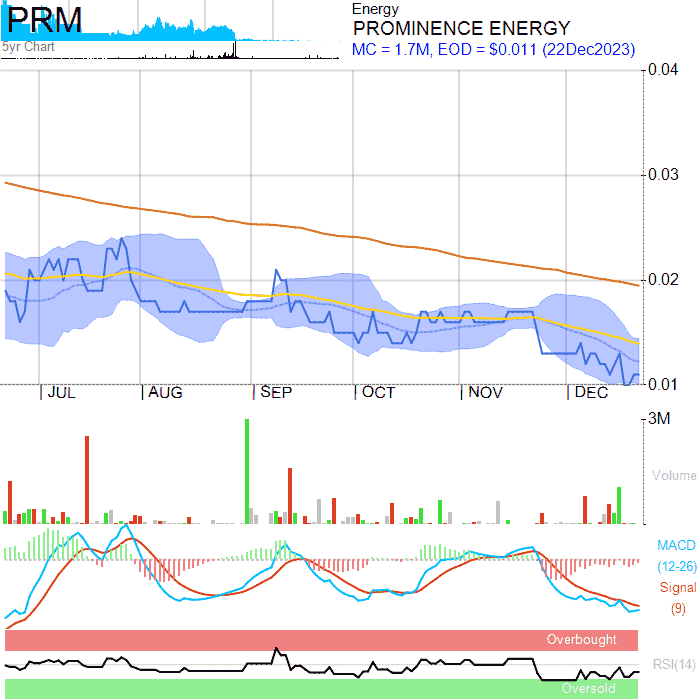 PRM
5yr Chart
Energy
PROMINENCE ENERGY
MC = 1.7M, EOD = $0.011 (22Dec2023)
0.04
0.03
0.02
0.01
JUL AUG SEP OCT NOV DEC
3M
Volume
MACD
(12-26)
Signal
(9)
Overbought
RSI(14)
Oversold